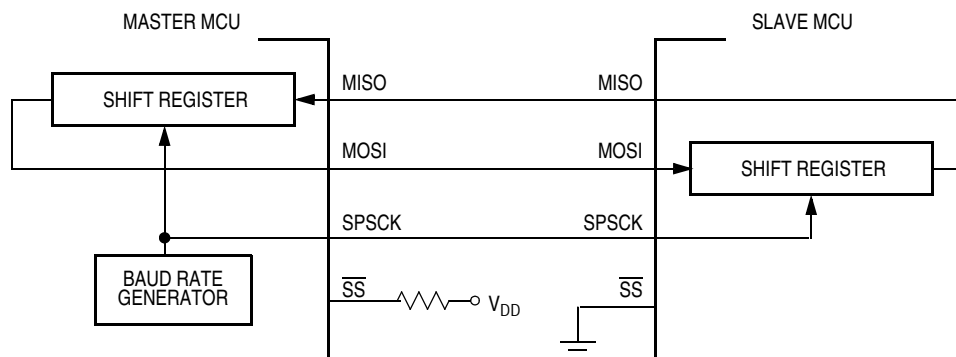 MASTER MCU
SLAVE MCU
SHIFT REGISTER
MISO
MISO
MOSI
MOSI
SHIFT REGISTER
SPSCK
SPSCK
BAUD RATE
GENERATOR
SS
VDD
SS